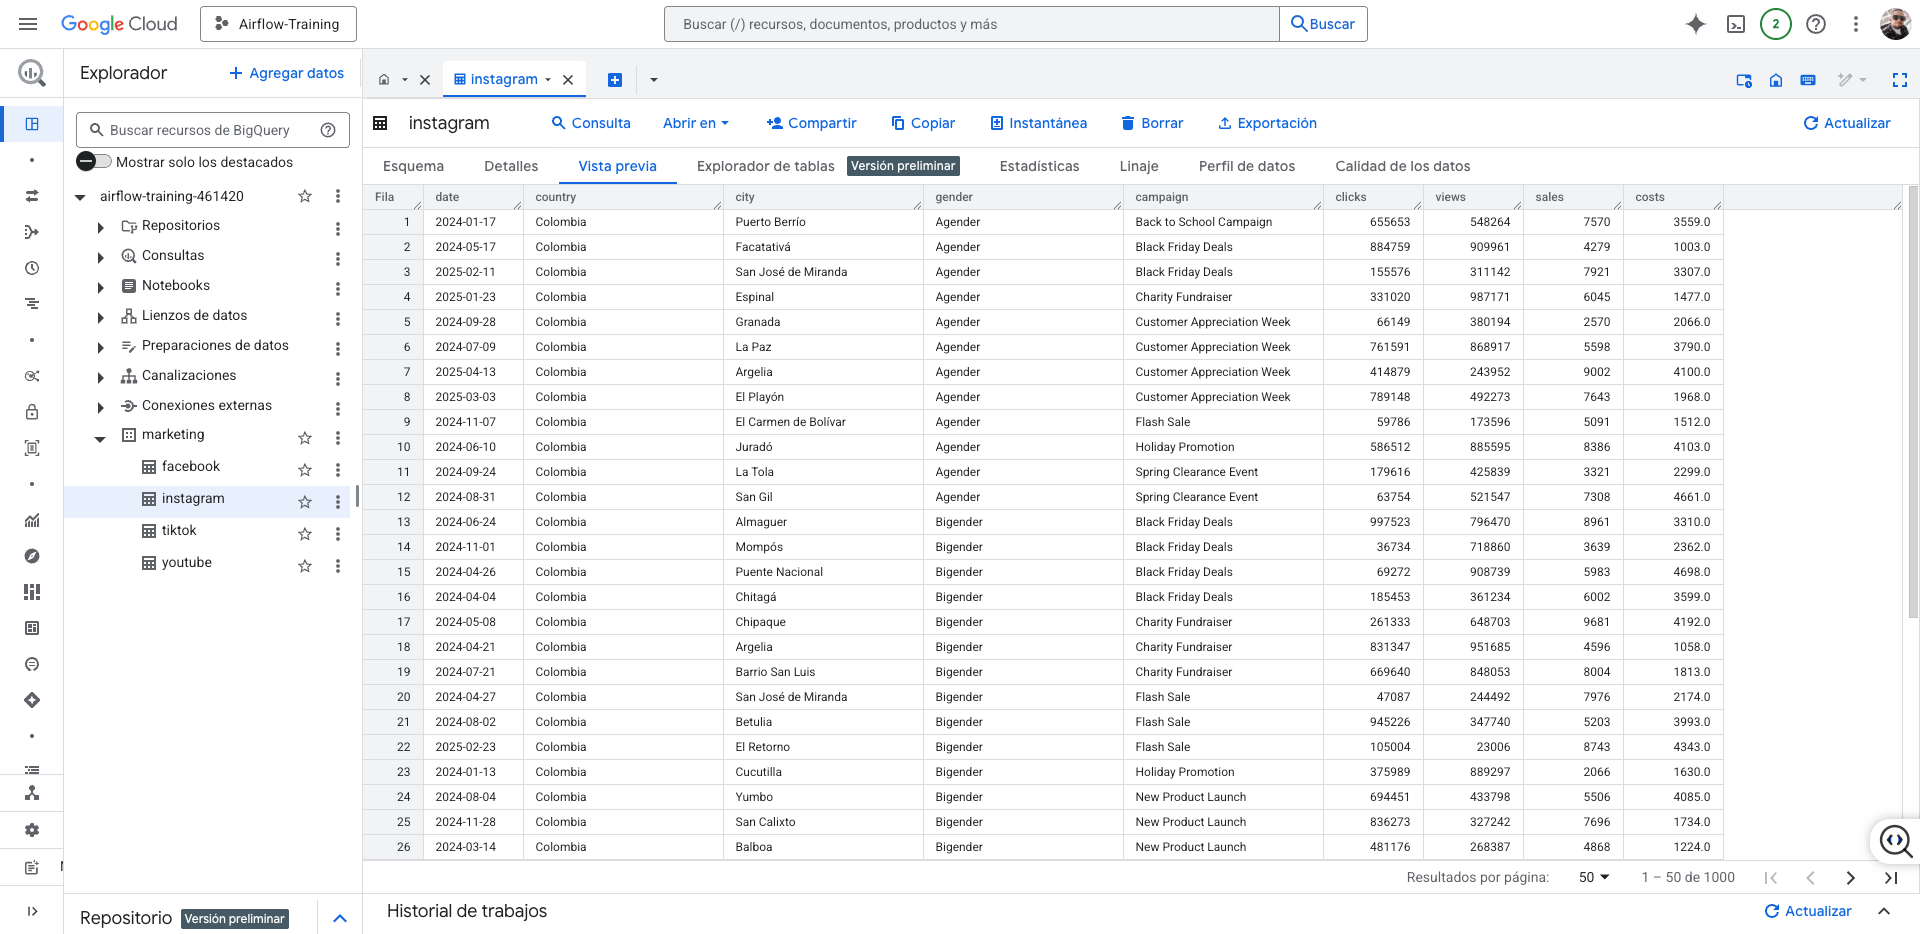 Google Cloud
Airflow-Training
Buscar (/) recursos, documentos, productos y más
Buscar
2
Explorador
Agregar datos
instagram
Buscar recursos de BigQuery
instagram
Consulta
Abrir en
Compartir
Copiar
Instantánea
Borrar
Exportación
Actualizar
Mostrar solo los destacados
Esquema
Detalles
Vista previa
Explorador de tablas
Versión preliminar
Estadísticas
Linaje
Perfil de datos
Calidad de los datos
airflow-training-461420
Repositorios
Consultas
Notebooks
Lienzos de datos
Preparaciones de datos
Canalizaciones
Conexiones externas
marketing
facebook
instagram
tiktok
youtube
Fila date country city gender campaign clicks views sales costs
1 2024-01-17 Colombia Puerto Berrío Agender Back to School Campaign 655653 548264 7570 3559.0
2 2024-05-17 Colombia Facatativá Agender Black Friday Deals 884759 909961 4279 1003.0
3 2025-02-11 Colombia San José de Miranda Agender Black Friday Deals 155576 311142 7921 3307.0
4 2025-01-23 Colombia Espinal Agender Charity Fundraiser 331020 987171 6045 1477.0
5 2024-09-28 Colombia Granada Agender Customer Appreciation Week 66149 380194 2570 2066.0
6 2024-07-09 Colombia La Paz Agender Customer Appreciation Week 761591 868917 5598 3790.0
7 2025-04-13 Colombia Argelia Agender Customer Appreciation Week 414879 243952 9002 4100.0
8 2025-03-03 Colombia El Playón Agender Customer Appreciation Week 789148 492273 7643 1968.0
9 2024-11-07 Colombia El Carmen de Bolívar Agender Flash Sale 59786 173596 5091 1512.0
10 2024-06-10 Colombia Juradó Agender Holiday Promotion 586512 885595 8386 4103.0
11 2024-09-24 Colombia La Tola Agender Spring Clearance Event 179616 425839 3321 2299.0
12 2024-08-31 Colombia San Gil Agender Spring Clearance Event 63754 521547 7308 4661.0
13 2024-06-24 Colombia Almaguer Bigender Black Friday Deals 997523 796470 8961 3310.0
14 2024-11-01 Colombia Mompós Bigender Black Friday Deals 36734 718860 3639 2362.0
15 2024-04-26 Colombia Puente Nacional Bigender Black Friday Deals 69272 908739 5983 4698.0
16 2024-04-04 Colombia Chitagá Bigender Black Friday Deals 185453 361234 6002 3599.0
17 2024-05-08 Colombia Chipaque Bigender Charity Fundraiser 261333 648703 9681 4192.0
18 2024-04-21 Colombia Argelia Bigender Charity Fundraiser 831347 951685 4596 1058.0
19 2024-07-21 Colombia Barrio San Luis Bigender Charity Fundraiser 669640 848053 8004 1813.0
20 2024-04-27 Colombia San José de Miranda Bigender Flash Sale 47087 244492 7976 2174.0
21 2024-08-02 Colombia Betulia Bigender Flash Sale 945226 347740 5203 3993.0
22 2025-02-23 Colombia El Retorno Bigender Flash Sale 105004 23006 8743 4343.0
23 2024-01-13 Colombia Cucutilla Bigender Holiday Promotion 375989 889297 2066 1630.0
24 2024-08-04 Colombia Yumbo Bigender New Product Launch 694451 433798 5506 4085.0
25 2024-11-28 Colombia San Calixto Bigender New Product Launch 836273 327242 7696 1734.0
26 2024-03-14 Colombia Balboa Bigender New Product Launch 481176 268387 4868 1224.0
Resultados por página: 50 1 – 50 de 1000
Repositorio
Versión preliminar
Historial de trabajos
Actualizar